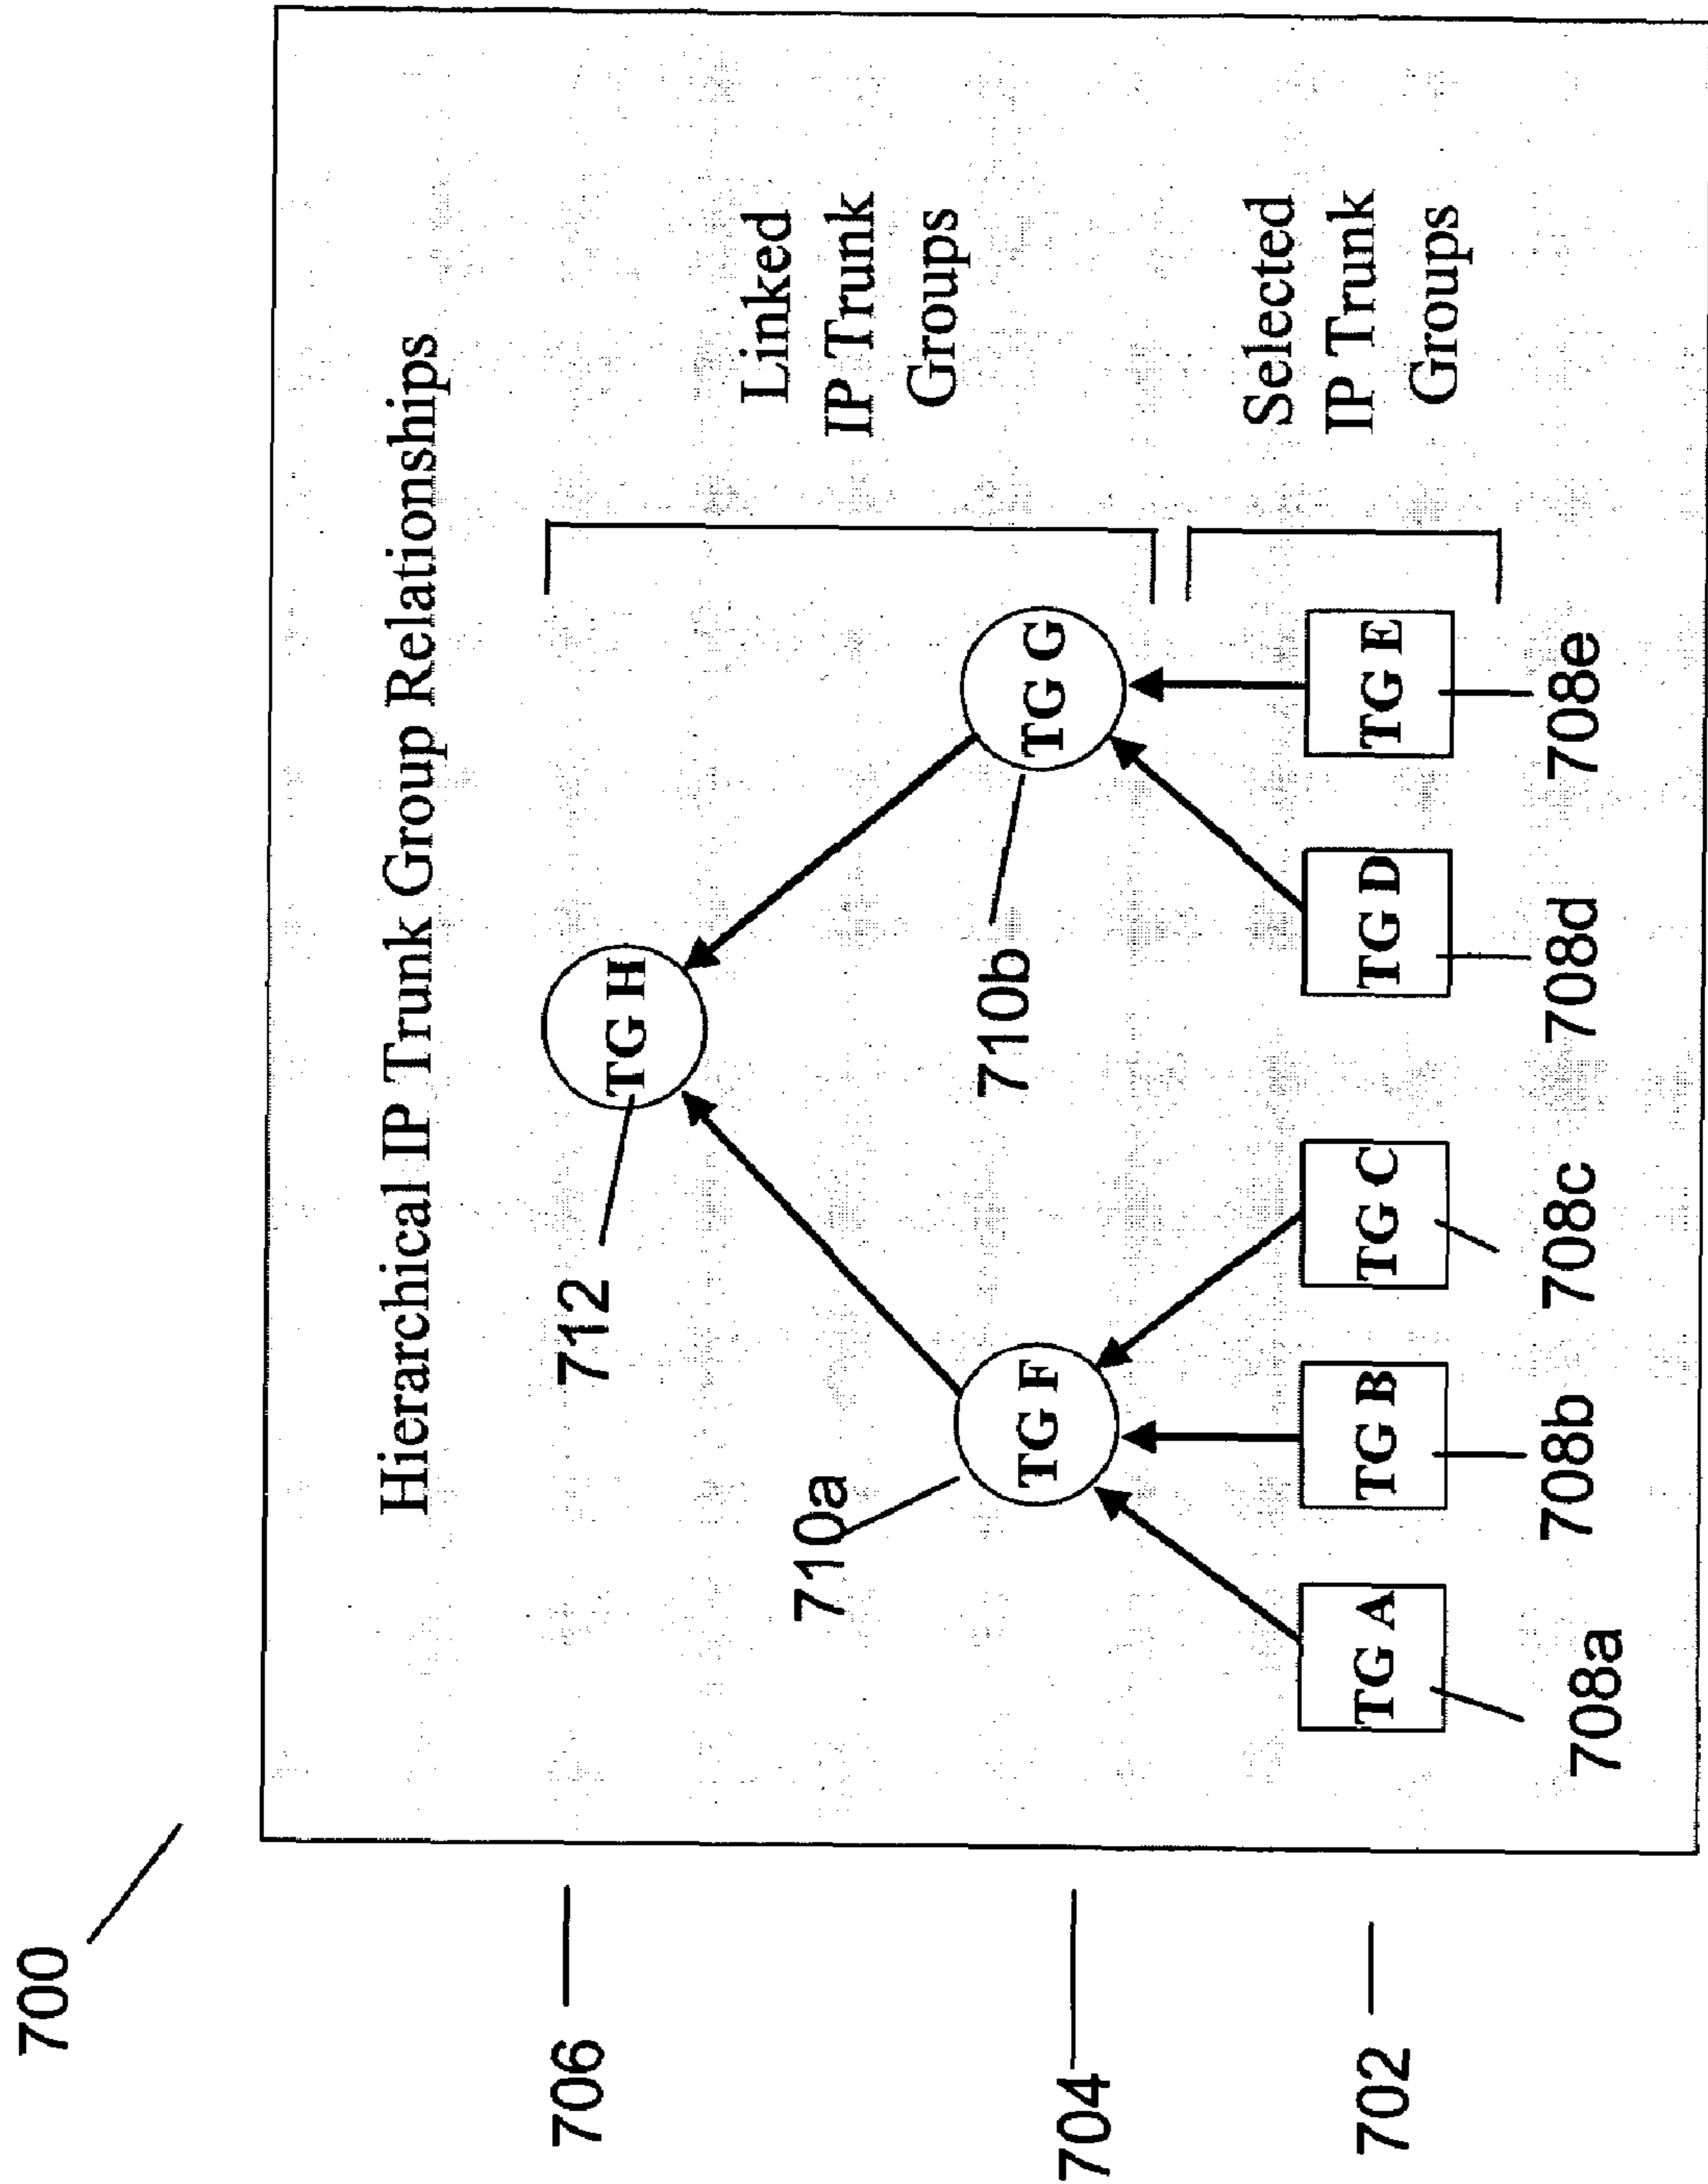 700
Hierarchical IP Trunk Group Relationships
706
712
TG H
Linked
IP Trunk
Groups
710a
704
TG F
710b
TG G
Selected
IP Trunk
Groups
702
TG A
TG B
TG C
TG D
TG E
708a
708b
708c
708d
708e